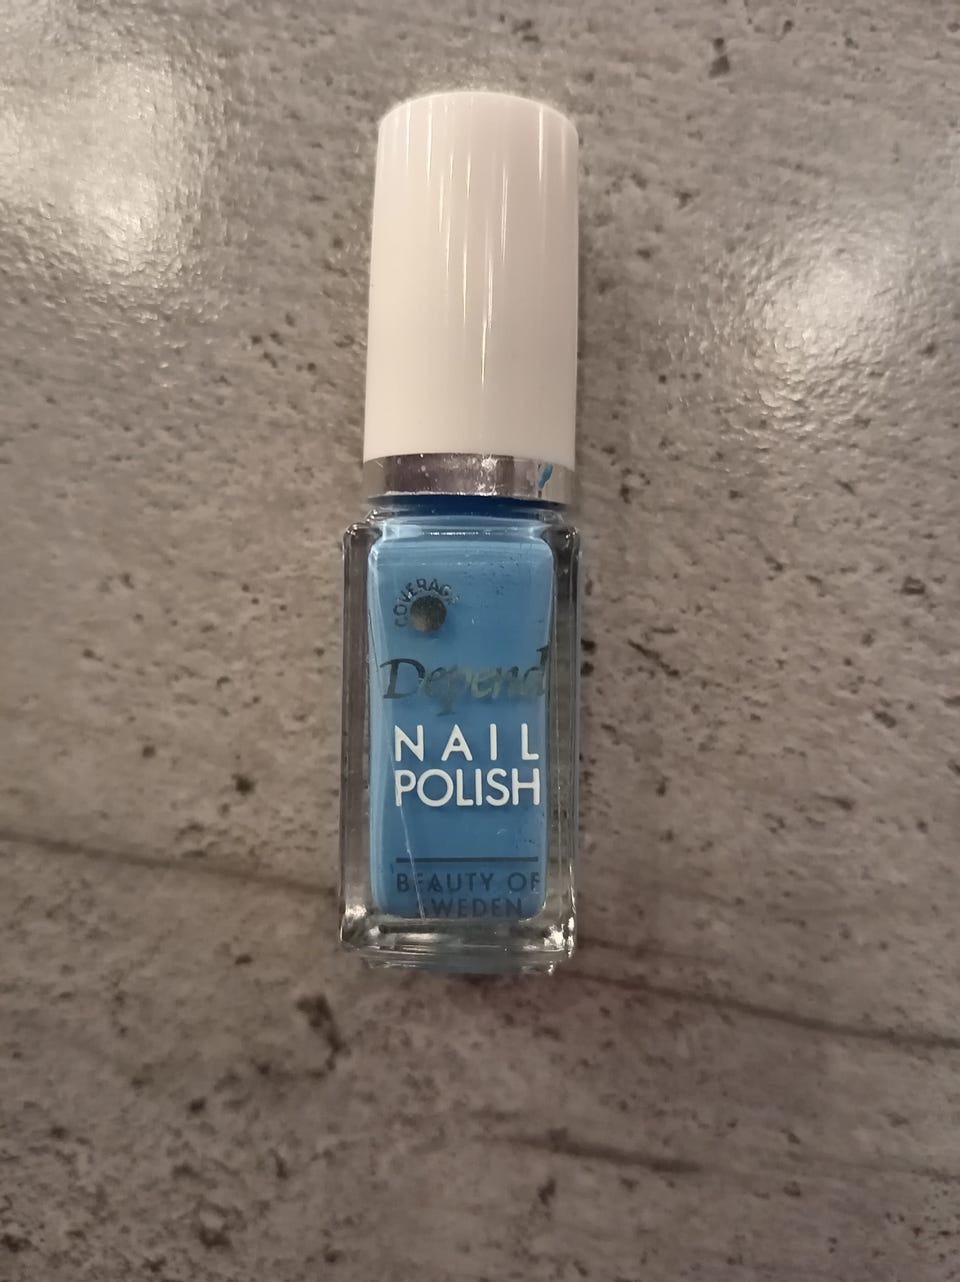 COVERAGE
Depend
NAIL
POLISH
BEAUTY OF
SWEDEN